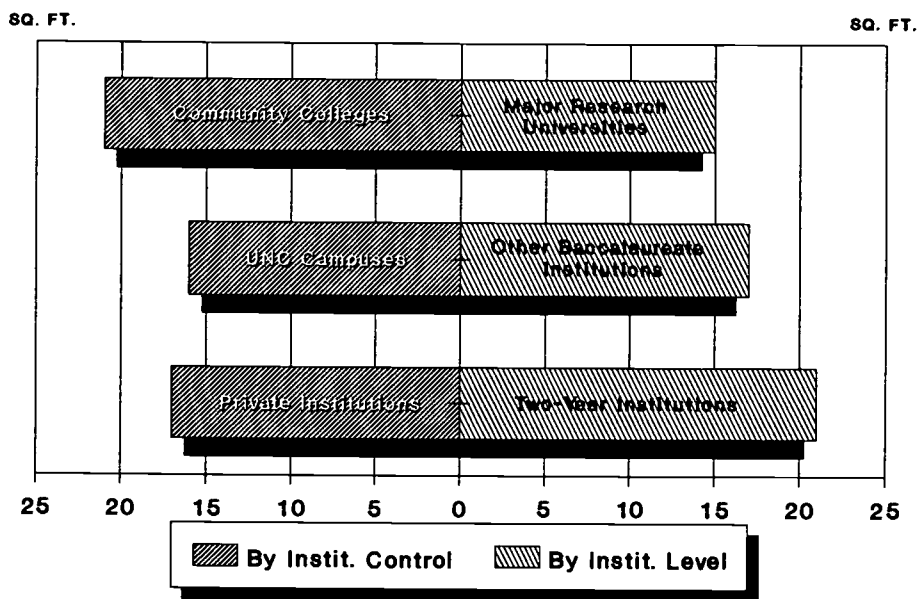 SQ. FT.
SQ. FT.
Community Colleges
Major Research
Universities
UNC Campuses
Other Baccalaureate
Institutions
Private Institutions
Two-Year Institutions
25 20 15 10 5 0 5 10 15 20 25
By Instit. Control
By Instit. Level